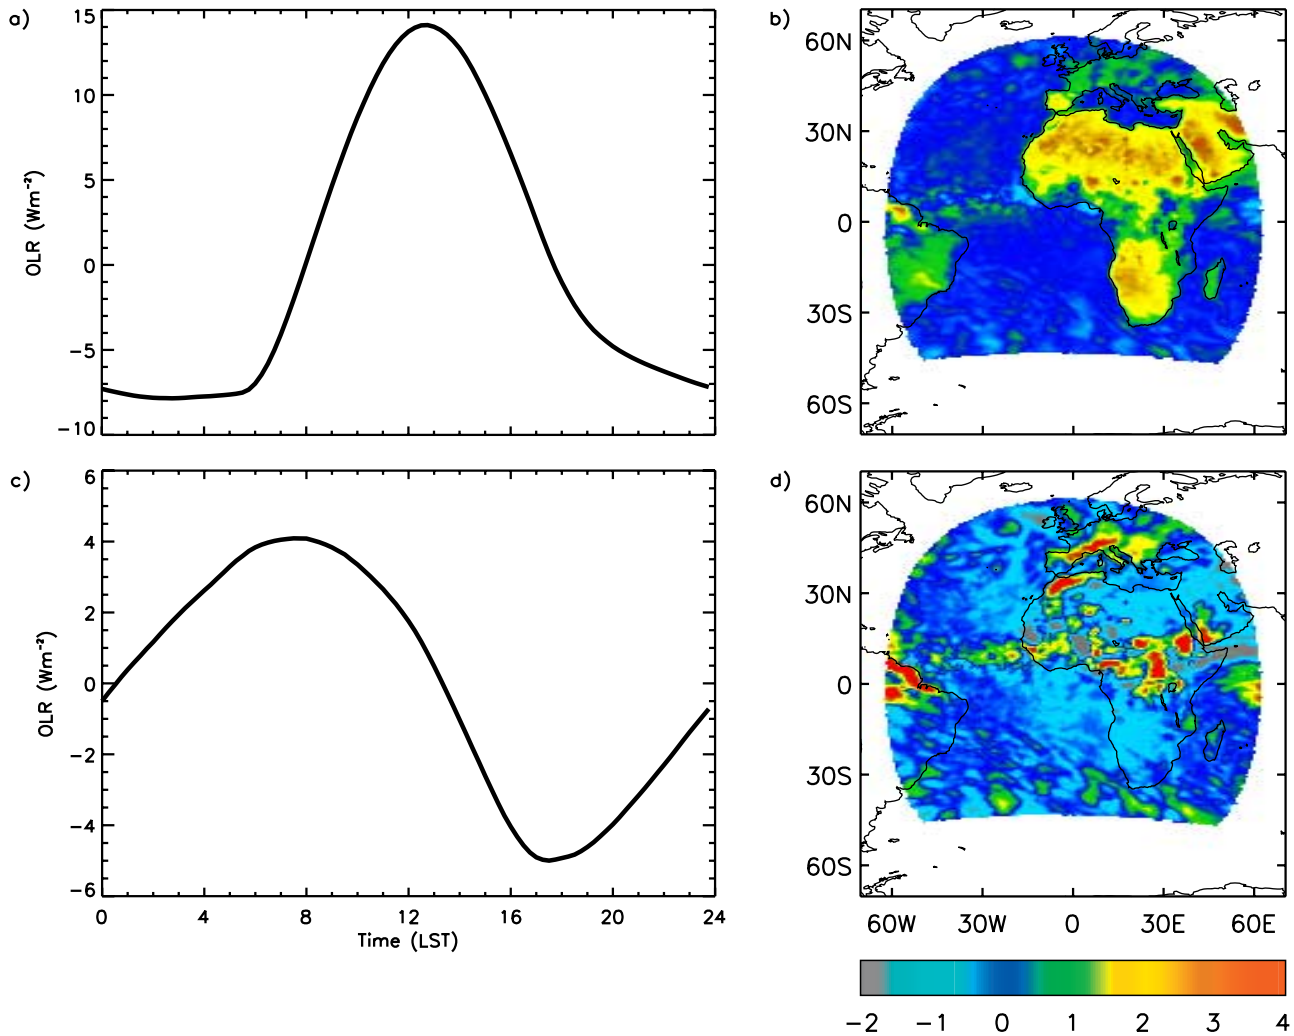 a)
OLR (Wm⁻²)
15
10
5
0
−5
−10
b)
60N
30N
0
30S
60S
c)
OLR (Wm⁻²)
6
4
2
0
−2
−4
−6
0 4 8 12 16 20 24
Time (LST)
d)
60N
30N
0
30S
60S
60W 30W 0 30E 60E
−2 −1 0 1 2 3 4